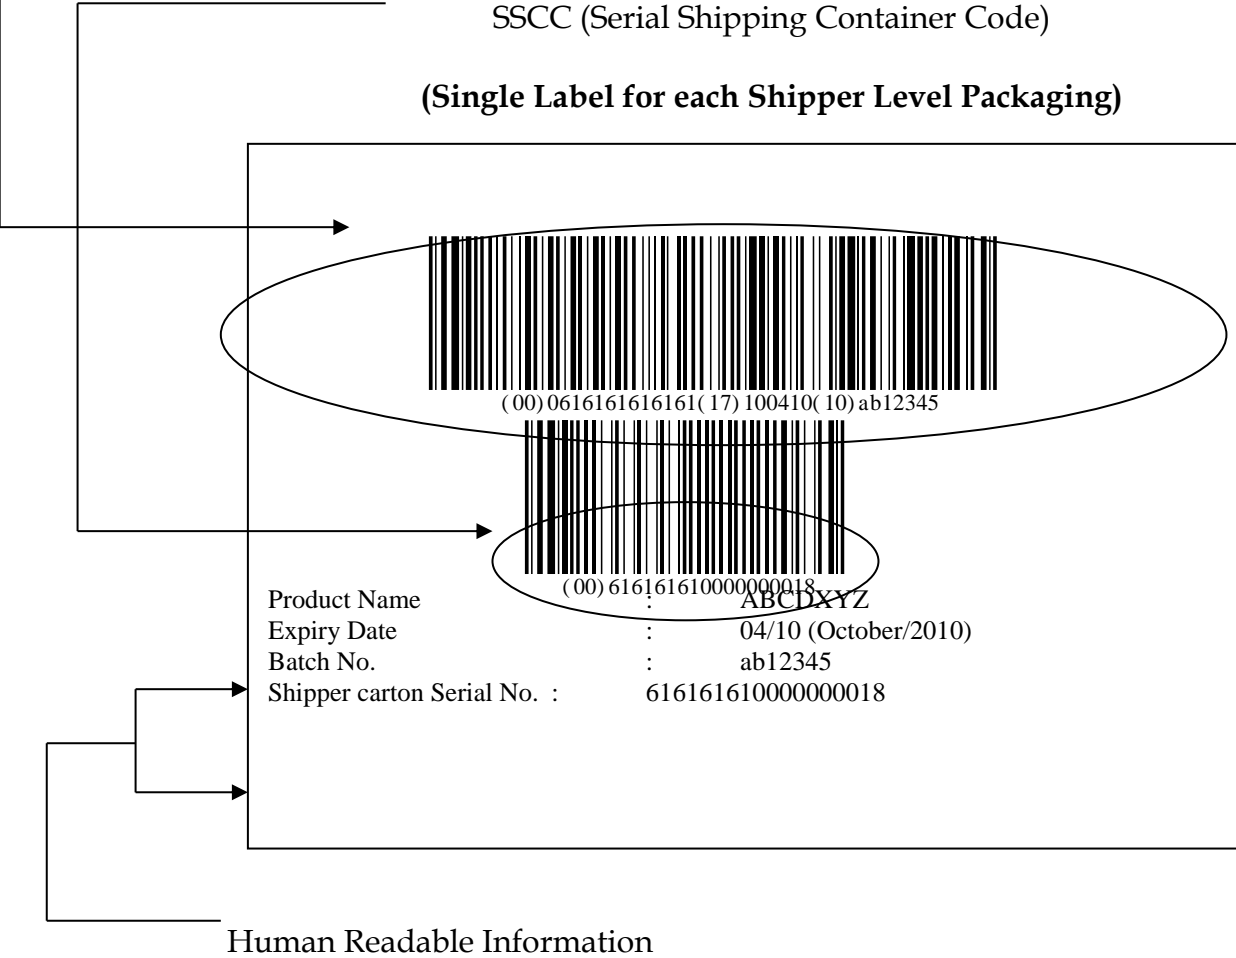 SSCC (Serial Shipping Container Code)
(Single Label for each Shipper Level Packaging)
(00)0616161616161(17)100410(10)ab12345
(00)616161610000000018
Product Name : ABCDXYZ
Expiry Date : 04/10 (October/2010)
Batch No. : ab12345
Shipper carton Serial No. : 616161610000000018
Human Readable Information